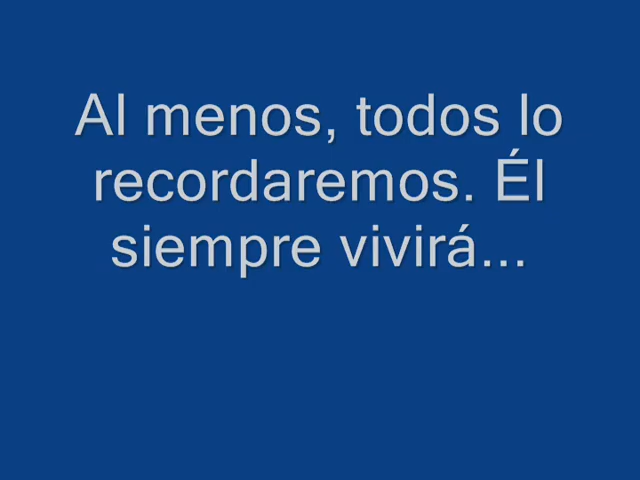 Al menos, todos lo
recordaremos. Él
siempre vivirá...